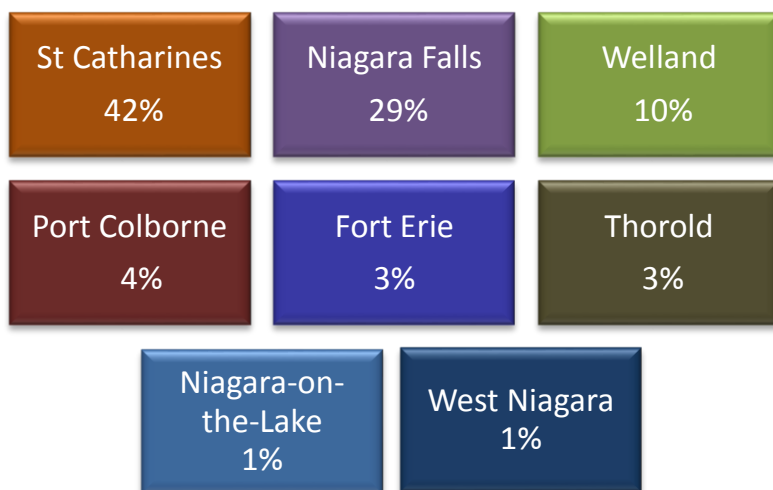 St Catharines
42%
Niagara Falls
29%
Welland
10%
Port Colborne
4%
Fort Erie
3%
Thorold
3%
Niagara-on-
the-Lake
1%
West Niagara
1%